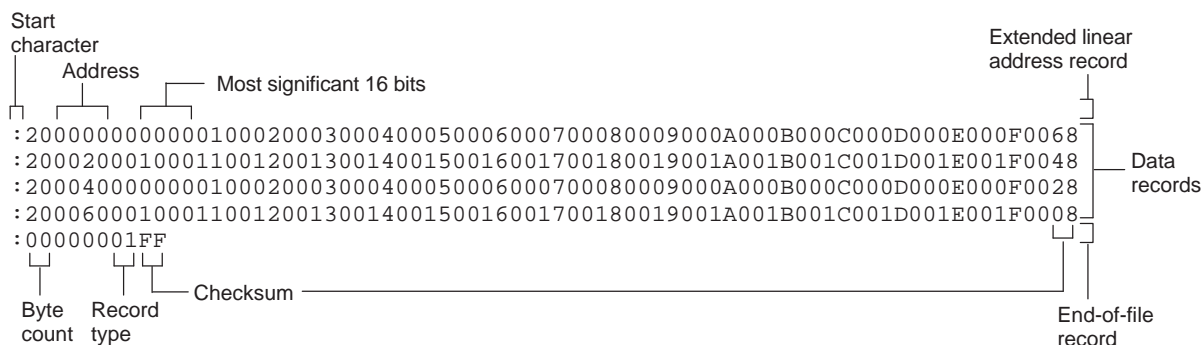 Start
character
Address
Most significant 16 bits
Extended linear
address record
:2000000000000100020003000400050006000700080009000A000B000C000D000E000F0068
:2000200010001100120013001400150016001700180019001A001B001C001D001E001F0048
:2000400000000100020003000400050006000700080009000A000B000C000D000E000F0028
:2000600010001100120013001400150016001700180019001A001B001C001D001E001F0008
:00000001FF
Data
records
Checksum
Byte
count
Record
type
End-of-file
record